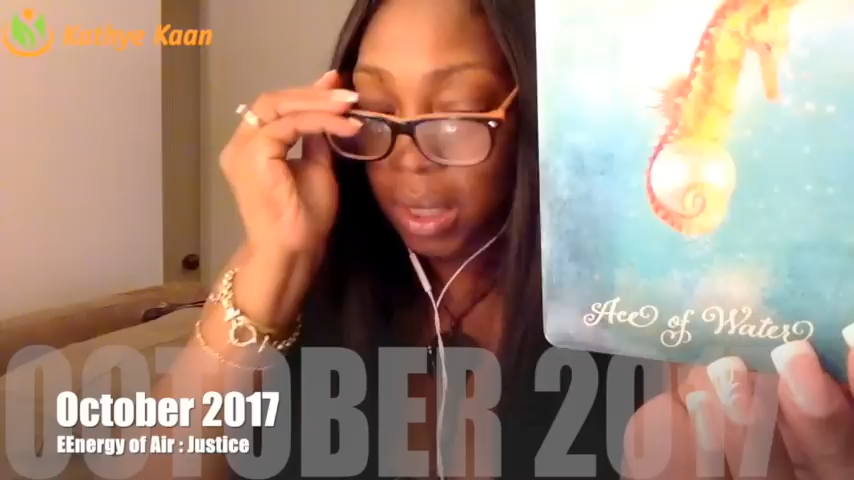 Kathye Kaan
Ace of Water
OCTOBER 2017
October 2017
EEnergy of Air : Justice